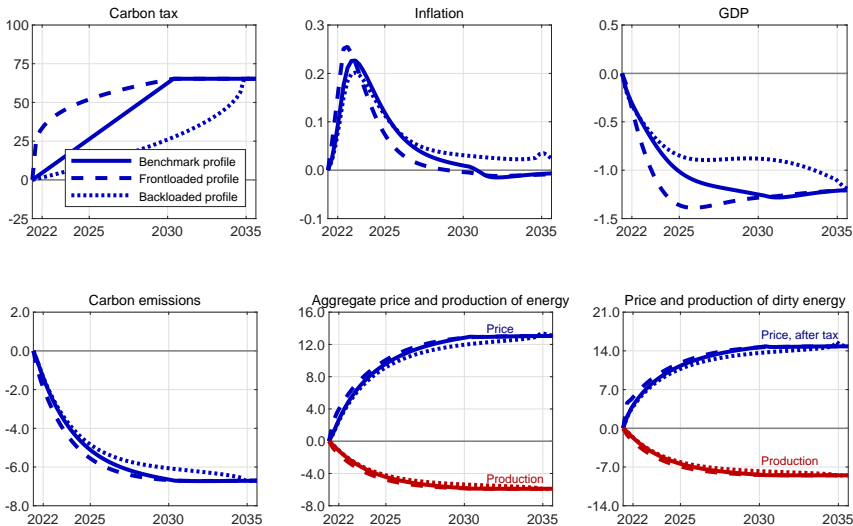 Carbon tax
100
75
50
25
0
-25
2022 2025 2030 2035
Benchmark profile
Frontloaded profile
Backloaded profile
Inflation
0.3
0.2
0.1
0.0
-0.1
2022 2025 2030 2035
GDP
0.5
0.0
-0.5
-1.0
-1.5
2022 2025 2030 2035
Carbon emissions
2.0
0.0
-2.0
-4.0
-6.0
-8.0
2022 2025 2030 2035
Aggregate price and production of energy
16.0
12.0
8.0
4.0
0.0
-4.0
-8.0
2022 2025 2030 2035
Price
Production
Price and production of dirty energy
21.0
14.0
7.0
0.0
-7.0
-14.0
2022 2025 2030 2035
Price, after tax
Production